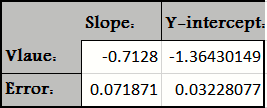 Slope: Y-intercept:
Vlaue: -0.7128 -1.36430149
Error: 0.071871 0.03228077